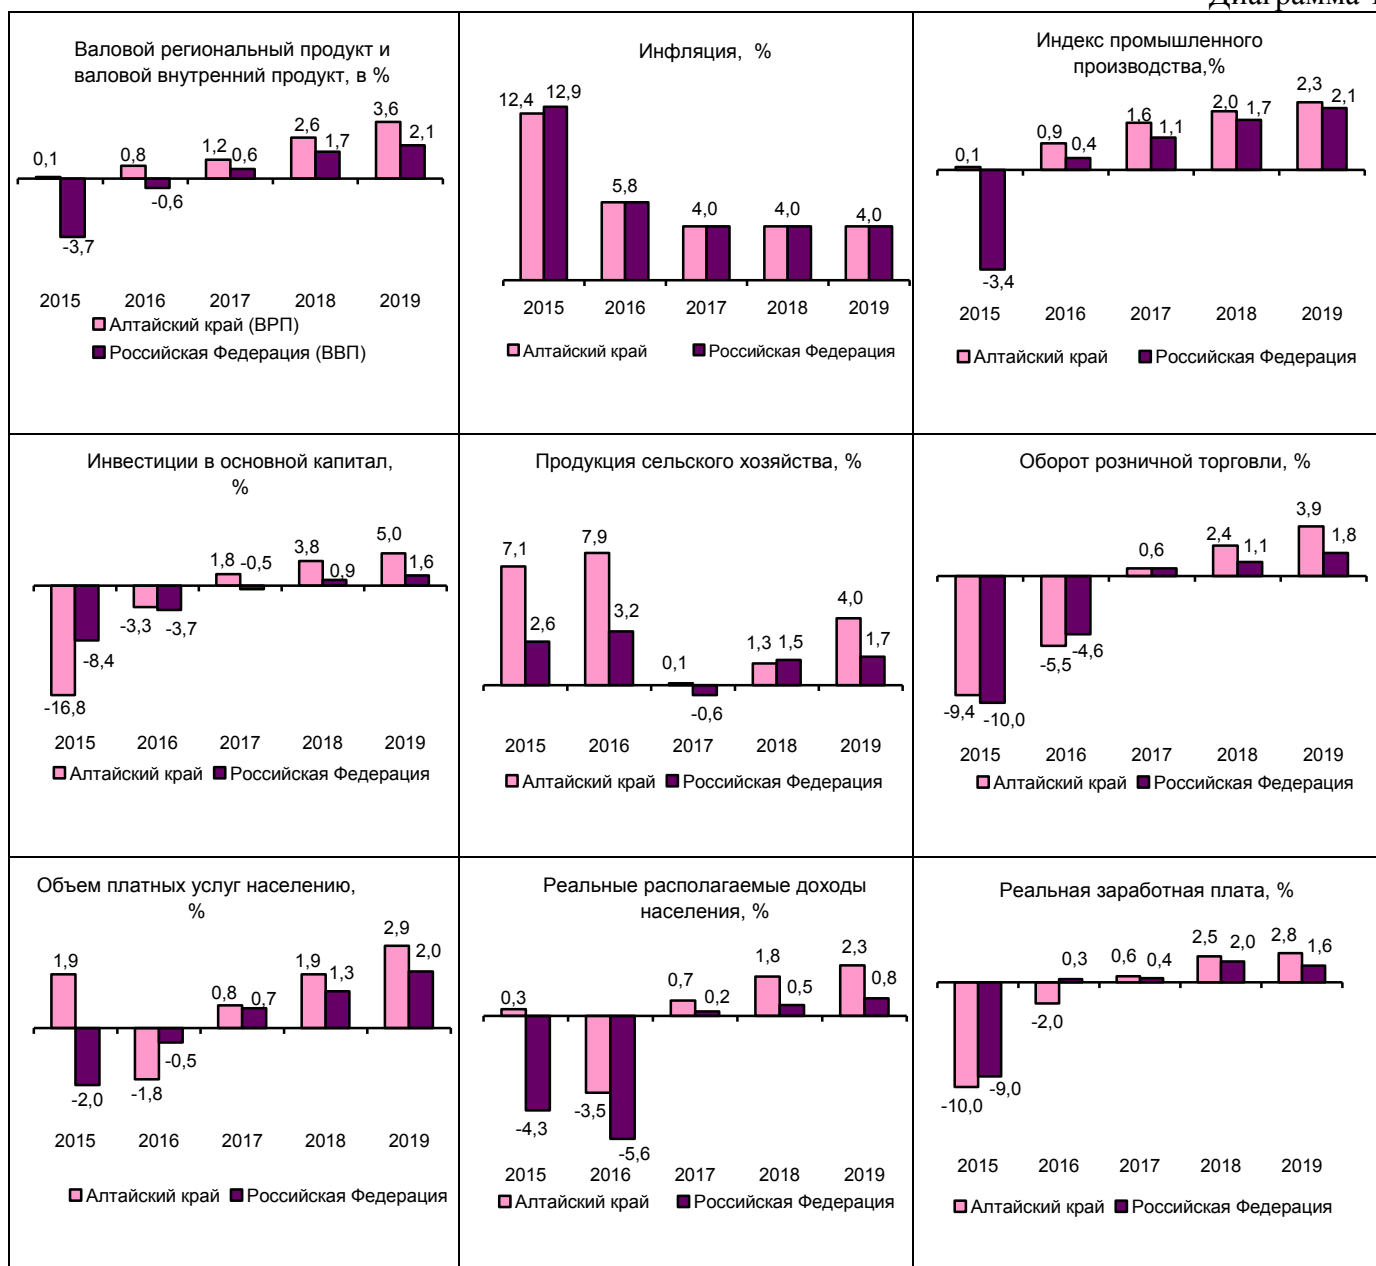 Диаграмма 1
Валовой региональный продукт и
валовой внутренний продукт, в %
0,1
-3,7
0,8
-0,6
1,2
0,6
2,6
1,7
3,6
2,1
2015 2016 2017 2018 2019
Алтайский край (ВРП)
Российская Федерация (ВВП)
Инфляция, %
12,4
12,9
5,8
4,0
4,0
4,0
2015 2016 2017 2018 2019
Алтайский край Российская Федерация
Индекс промышленного
производства,%
0,1
-3,4
0,9
0,4
1,6
1,1
2,0
1,7
2,3
2,1
2015 2016 2017 2018 2019
Алтайский край Российская Федерация
Инвестиции в основной капитал,
%
-16,8
-8,4
-3,3
-3,7
1,8
-0,5
3,8
0,9
5,0
1,6
2015 2016 2017 2018 2019
Алтайский край Российская Федерация
Продукция сельского хозяйства, %
7,1
2,6
7,9
3,2
0,1
-0,6
1,3
1,5
4,0
1,7
2015 2016 2017 2018 2019
Алтайский край Российская Федерация
Оборот розничной торговли, %
-9,4
-10,0
-5,5
-4,6
0,6
2,4
1,1
3,9
1,8
2015 2016 2017 2018 2019
Алтайский край Российская Федерация
Объем платных услуг населению,
%
1,9
-2,0
-1,8
-0,5
0,8
0,7
1,9
1,3
2,9
2,0
2015 2016 2017 2018 2019
Алтайский край Российская Федерация
Реальные располагаемые доходы
населения, %
0,3
-4,3
-3,5
-5,6
0,7
0,2
1,8
0,5
2,3
0,8
2015 2016 2017 2018 2019
Алтайский край Российская Федерация
Реальная заработная плата, %
-10,0
-9,0
-2,0
0,3
0,6
0,4
2,5
2,0
2,8
1,6
2015 2016 2017 2018 2019
Алтайский край Российская Федерация